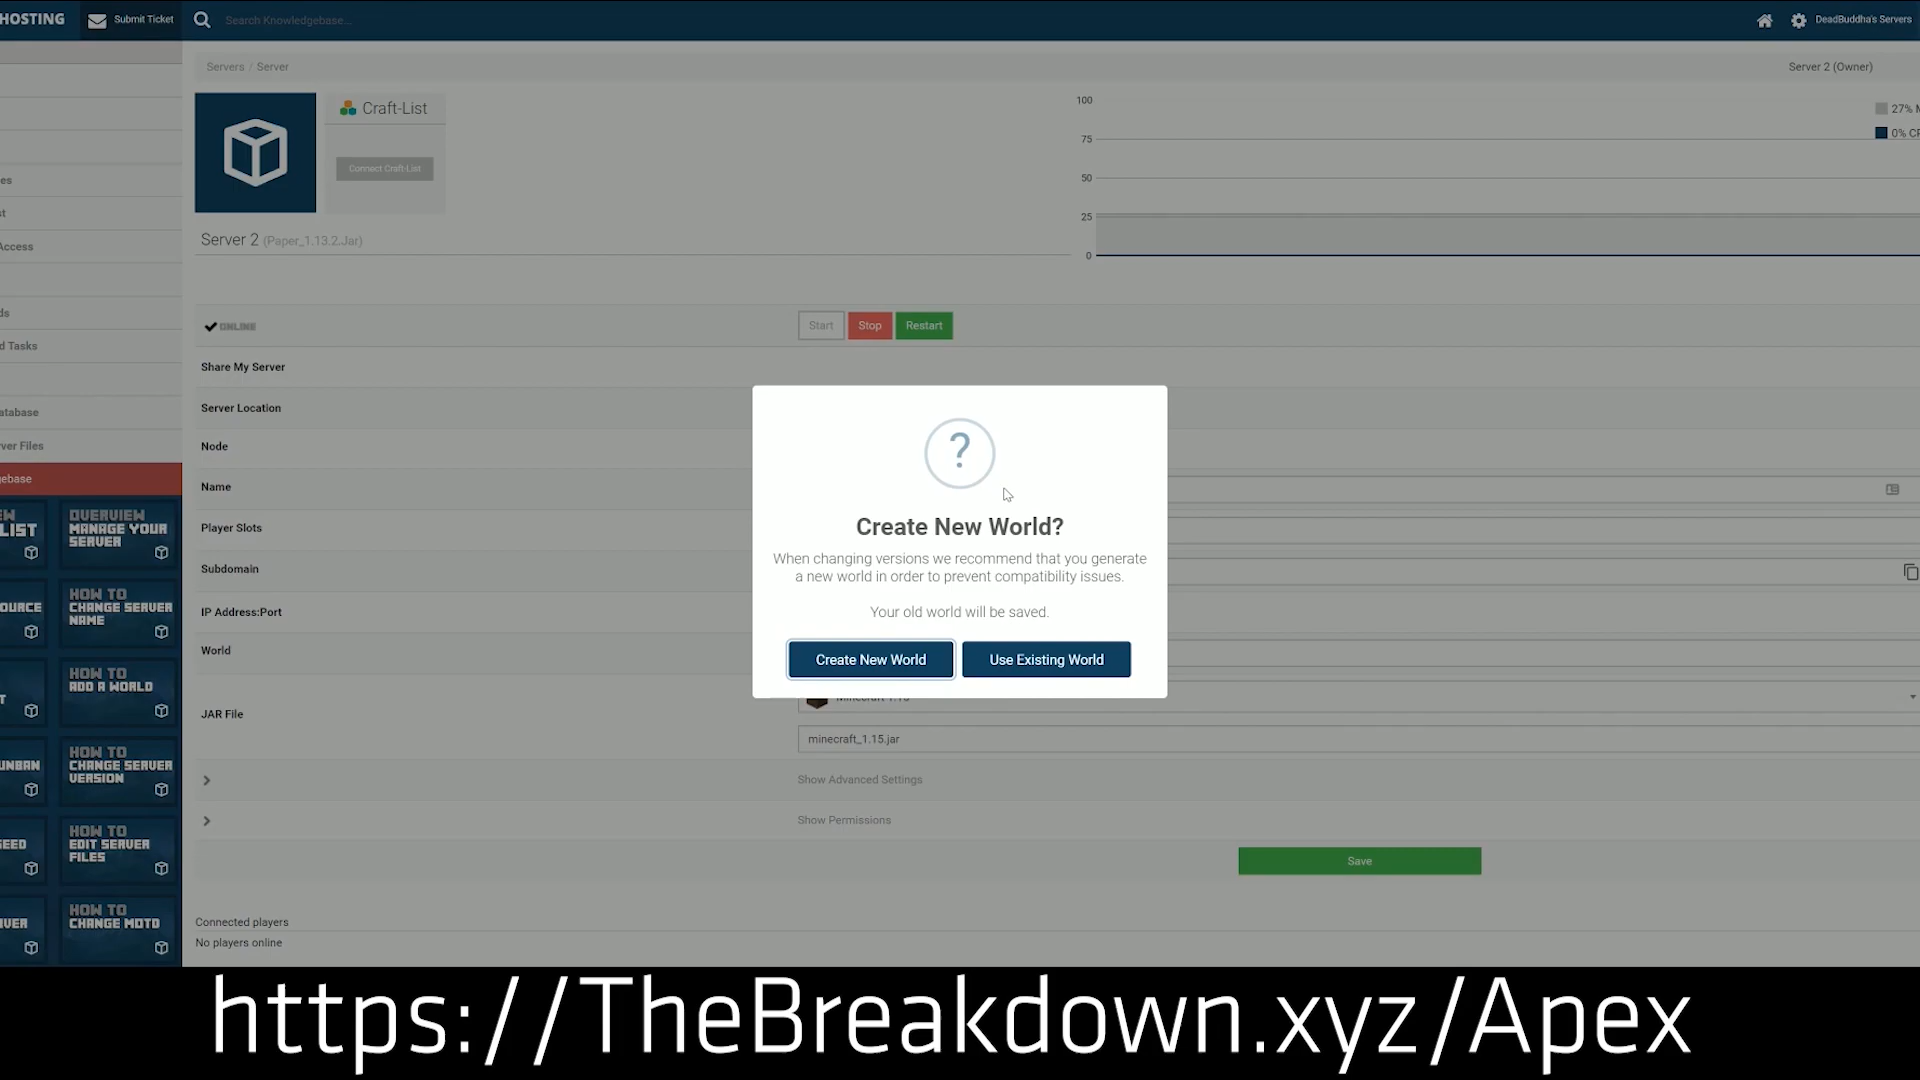 HOSTING
Submit Ticket
Search Knowledgebase...
DeadBuddha's Servers
Servers / Server
Server 2 (Owner)
Craft-List
Connect Craft-List
Server 2 (Paper_1.13.2.Jar)
100
75
50
25
0
27%
0%
es
Access
ds
d Tasks
atabase
ver Files
ebase
ONLINE
Start
Stop
Restart
Share My Server
Server Location
Node
Name
Player Slots
Subdomain
IP Address:Port
World
JAR File
minecraft_1.15.jar
Show Advanced Settings
Show Permissions
Save
Connected players
No players online
?
Create New World?
When changing versions we recommend that you generate
a new world in order to prevent compatibility issues.
Your old world will be saved.
Create New World
Use Existing World
LIST
OVERVIEW
MANAGE YOUR
SERVER
OURCE
HOW TO
CHANGE SERVER
NAME
HOW TO
ADD A WORLD
UNBAN
HOW TO
CHANGE SERVER
VERSION
SEED
HOW TO
EDIT SERVER
FILES
VER
HOW TO
CHANGE MOTD
https://TheBreakdown.xyz/Apex